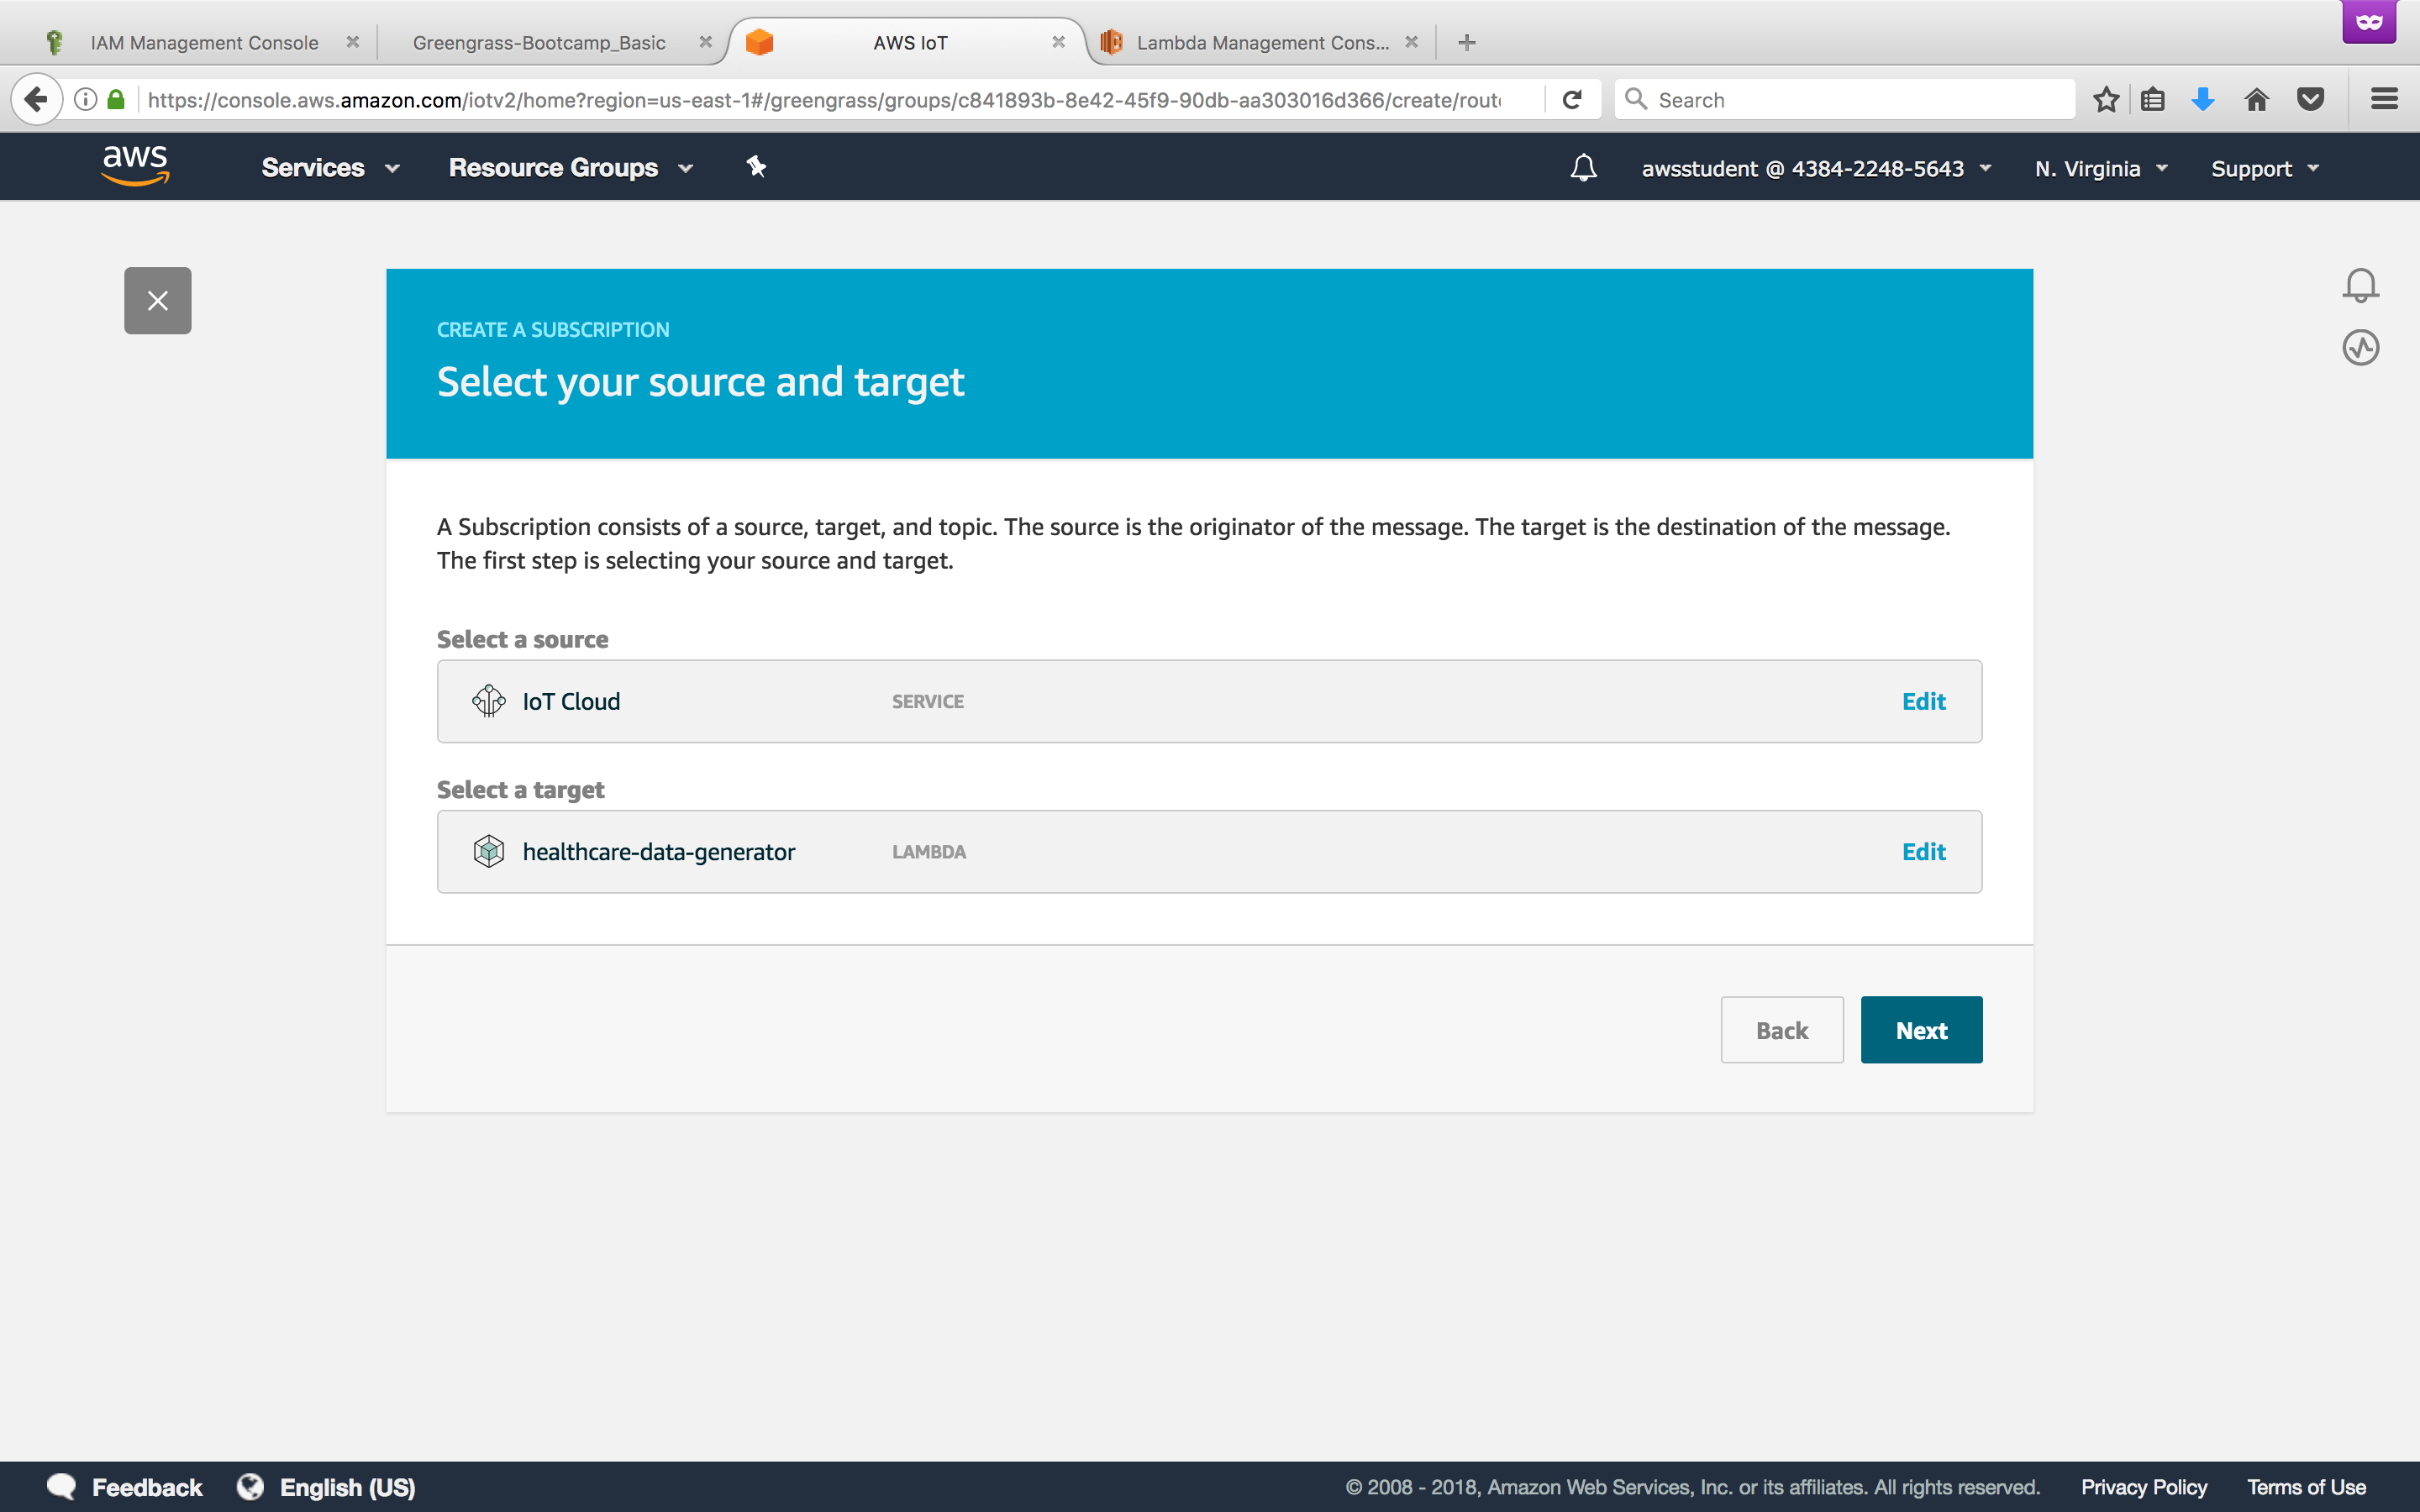 IAM Management Console
Greengrass-Bootcamp_Basic
AWS IoT
Lambda Management Cons...
https://console.aws.amazon.com/iotv2/home?region=us-east-1#/greengrass/groups/c841893b-8e42-45f9-90db-aa303016d366/create/rout
Search
aws
Services
Resource Groups
awsstudent @ 4384-2248-5643
N. Virginia
Support
CREATE A SUBSCRIPTION
Select your source and target
A Subscription consists of a source, target, and topic. The source is the originator of the message. The target is the destination of the message.
The first step is selecting your source and target.
Select a source
IoT Cloud SERVICE Edit
Select a target
healthcare-data-generator LAMBDA Edit
Back Next
Feedback
English (US)
© 2008 - 2018, Amazon Web Services, Inc. or its affiliates. All rights reserved.
Privacy Policy
Terms of Use